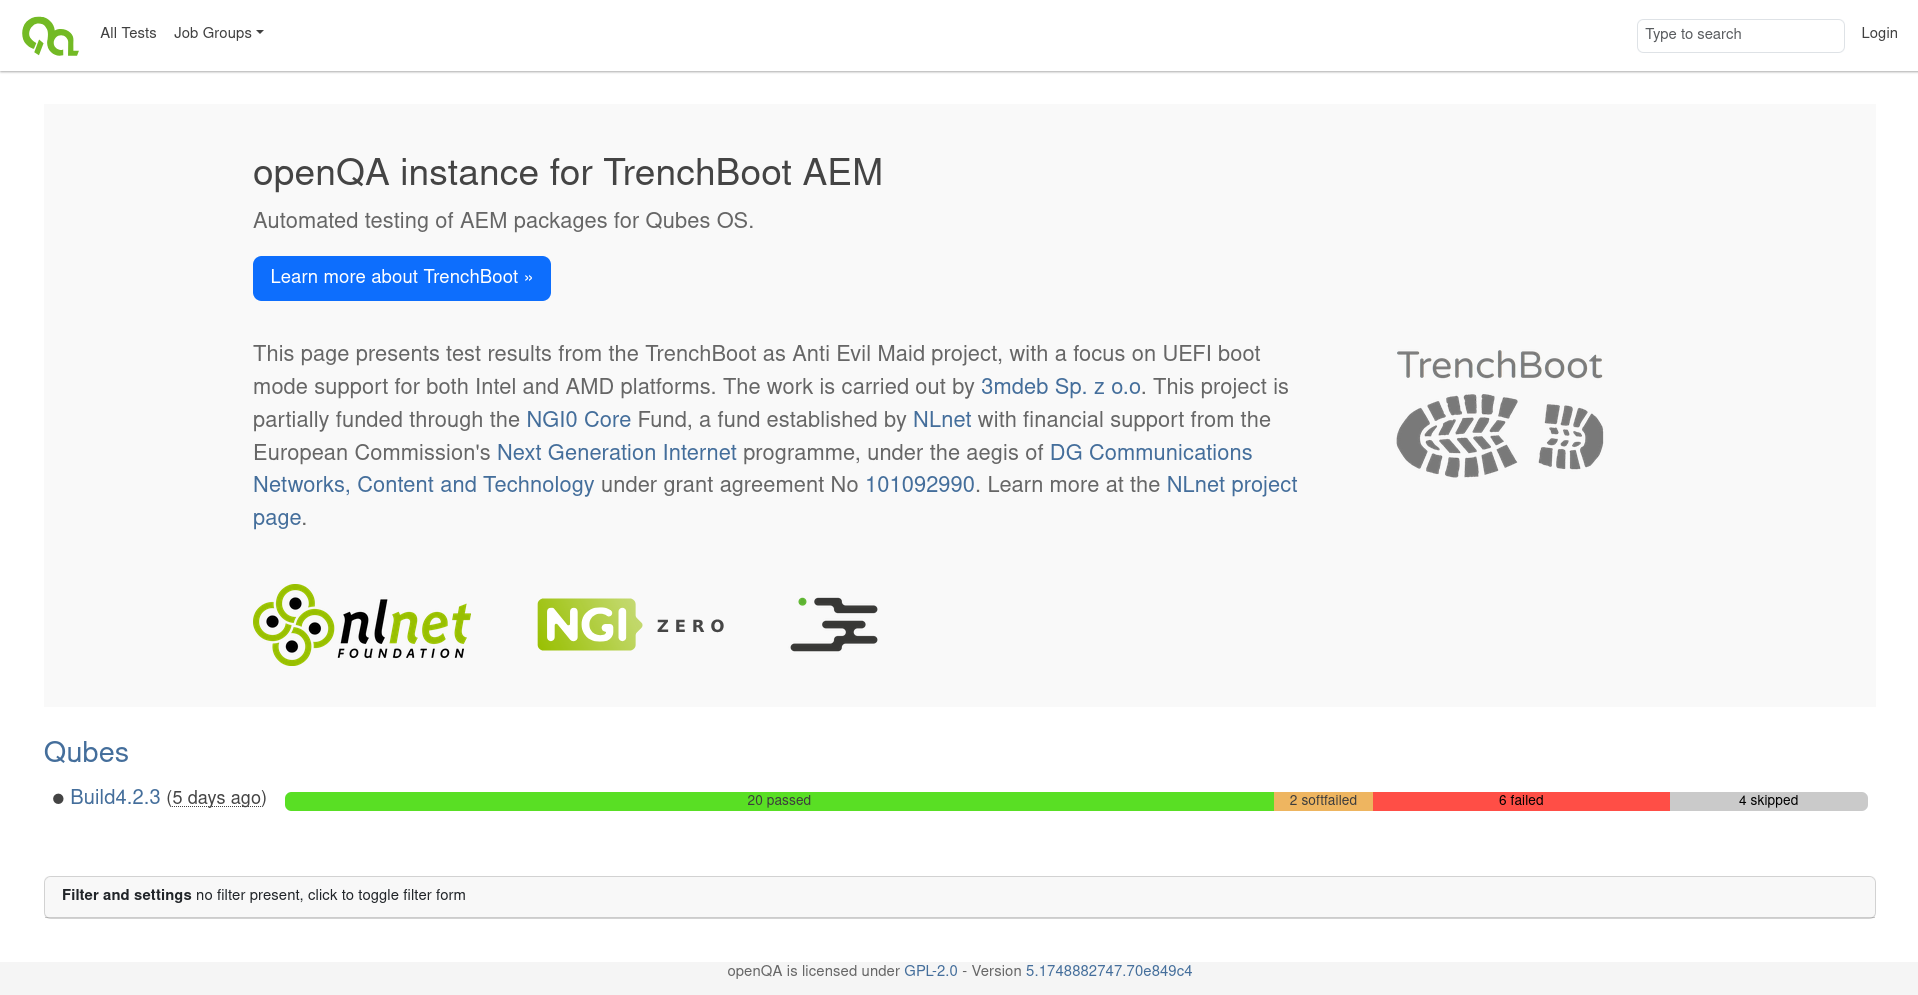 All Tests Job Groups Type to search Login
openQA instance for TrenchBoot AEM
Automated testing of AEM packages for Qubes OS.
Learn more about TrenchBoot »
This page presents test results from the TrenchBoot as Anti Evil Maid project, with a focus on UEFI boot
mode support for both Intel and AMD platforms. The work is carried out by 3mdeb Sp. z o.o. This project is
partially funded through the NGI0 Core Fund, a fund established by NLnet with financial support from the
European Commission's Next Generation Internet programme, under the aegis of DG Communications
Networks, Content and Technology under grant agreement No 101092990. Learn more at the NLnet project
page.
TrenchBoot
nlnet
FOUNDATION
NGI ZERO
Qubes
Build4.2.3 (5 days ago) 20 passed 2 softfailed 6 failed 4 skipped
Filter and settings no filter present, click to toggle filter form
openQA is licensed under GPL-2.0 - Version 5.1748882747.70e849c4